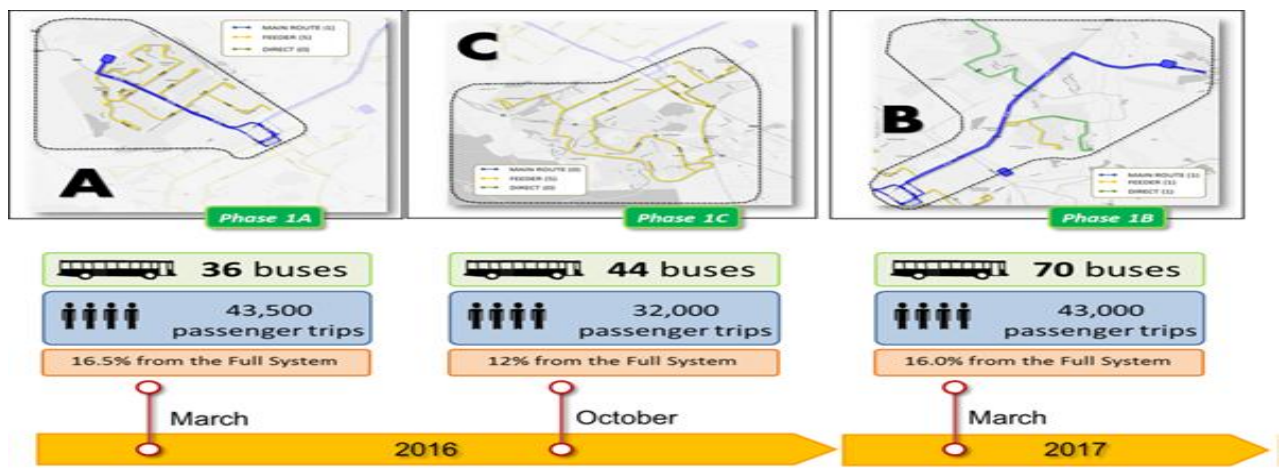 MAIN ROUTE (1)
FEEDER (5)
DIRECT (0)
A
Phase 1A
C
MAIN ROUTE (0)
FEEDER (5)
DIRECT (0)
Phase 1C
B
MAIN ROUTE (1)
FEEDER (1)
DIRECT (1)
Phase 1B
36 buses
43,500
passenger trips
16.5% from the Full System
44 buses
32,000
passenger trips
12% from the Full System
70 buses
43,000
passenger trips
16.0% from the Full System
March
October
March
2016
2017